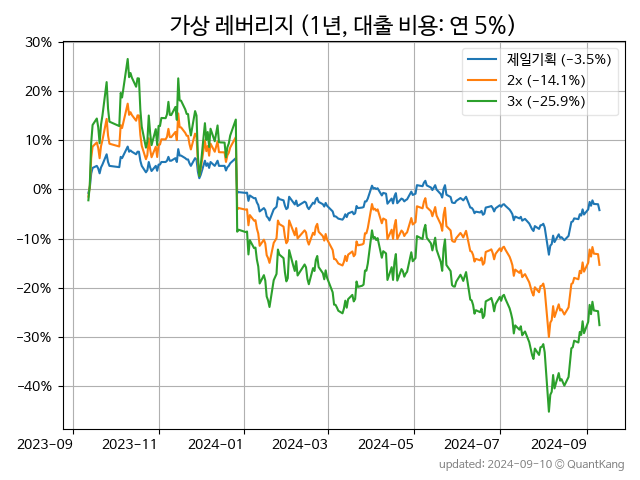 가상 레버리지 (1년, 대출 비용: 연 5%)
제일기획 (−3.5%)
2x (−14.1%)
3x (−25.9%)
30%
20%
10%
0%
−10%
−20%
−30%
−40%
2023-09 2023-11 2024-01 2024-03 2024-05 2024-07 2024-09
updated: 2024-09-10 ⓒ QuantKang